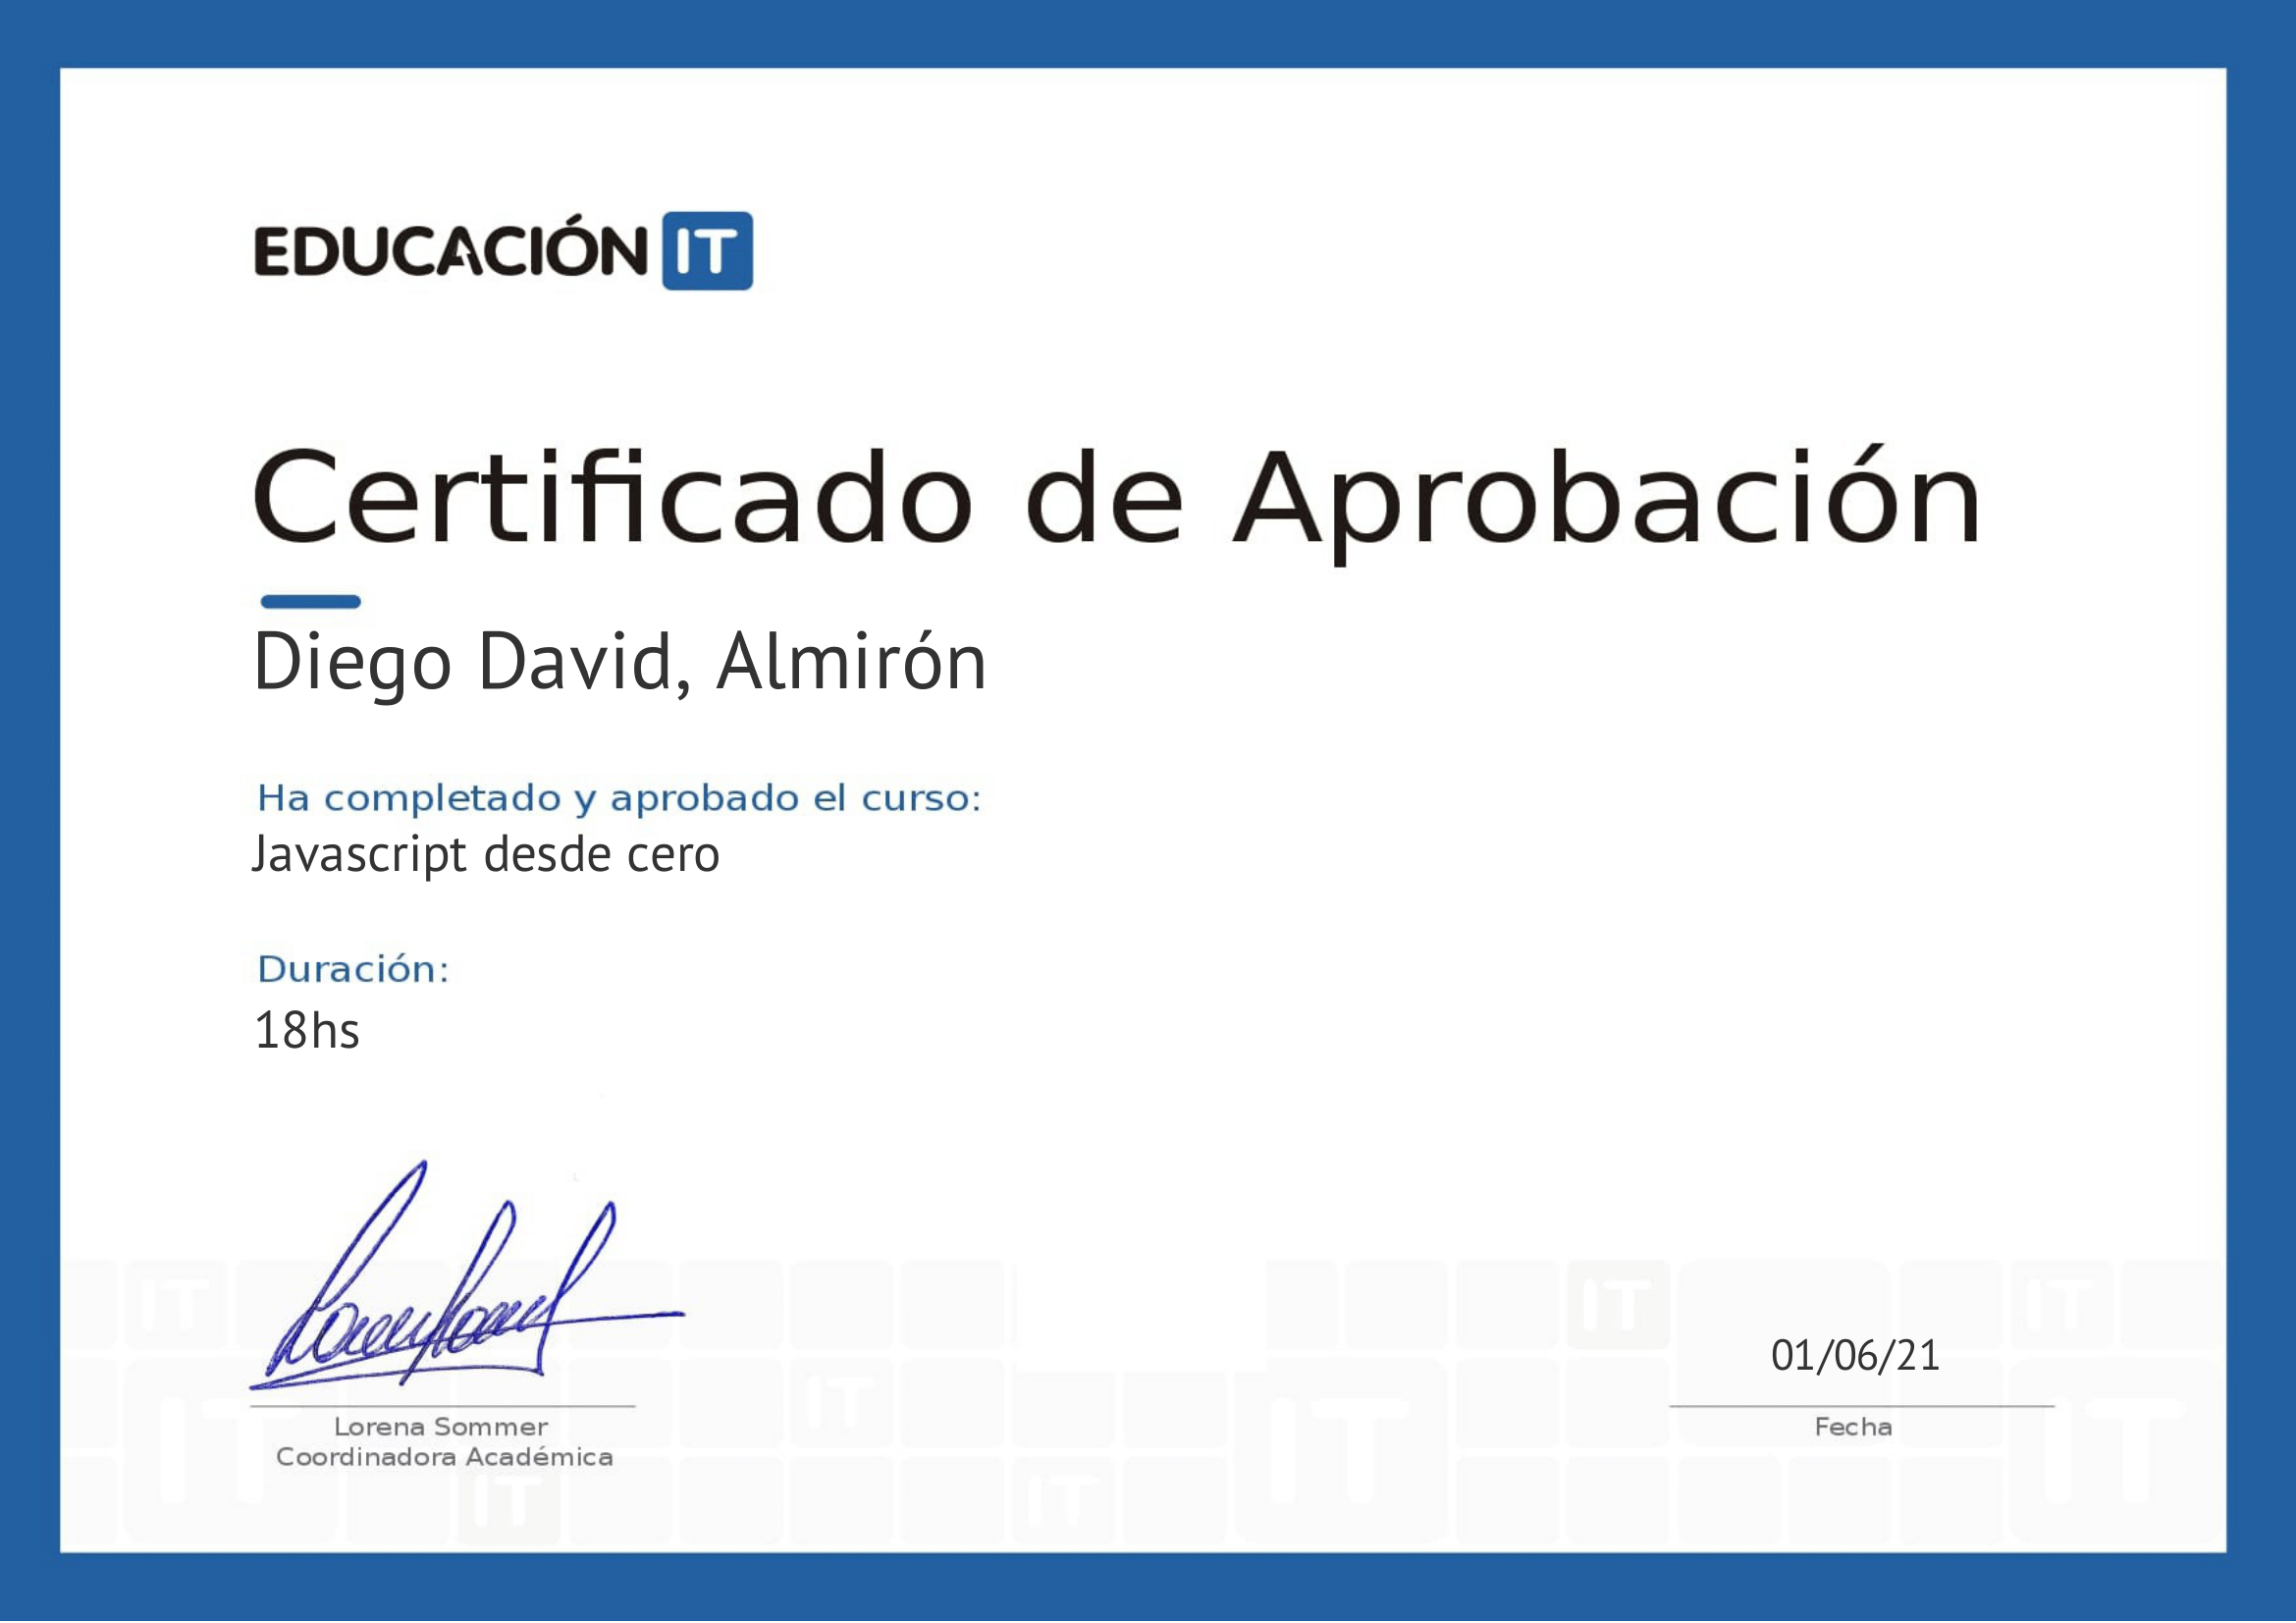 EDUCACIÓN IT
Certificado de Aprobación
Diego David, Almirón
Ha completado y aprobado el curso:
Javascript desde cero
Duración:
18hs
Lorena Sommer
Coordinadora Académica
01/06/21
Fecha